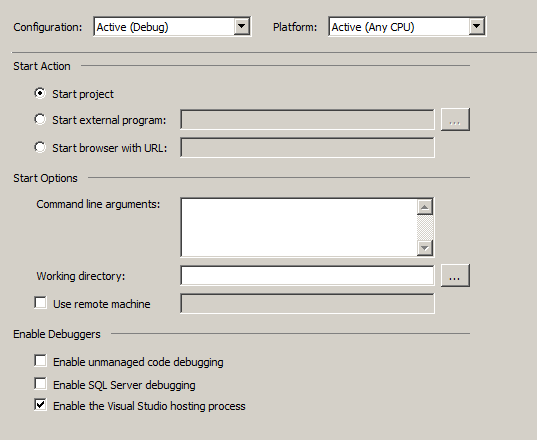 Configuration: Active (Debug) Platform: Active (Any CPU)
Start Action
Start project
Start external program: ...
Start browser with URL:
Start Options
Command line arguments:
Working directory: ...
Use remote machine
Enable Debuggers
Enable unmanaged code debugging
Enable SQL Server debugging
Enable the Visual Studio hosting process